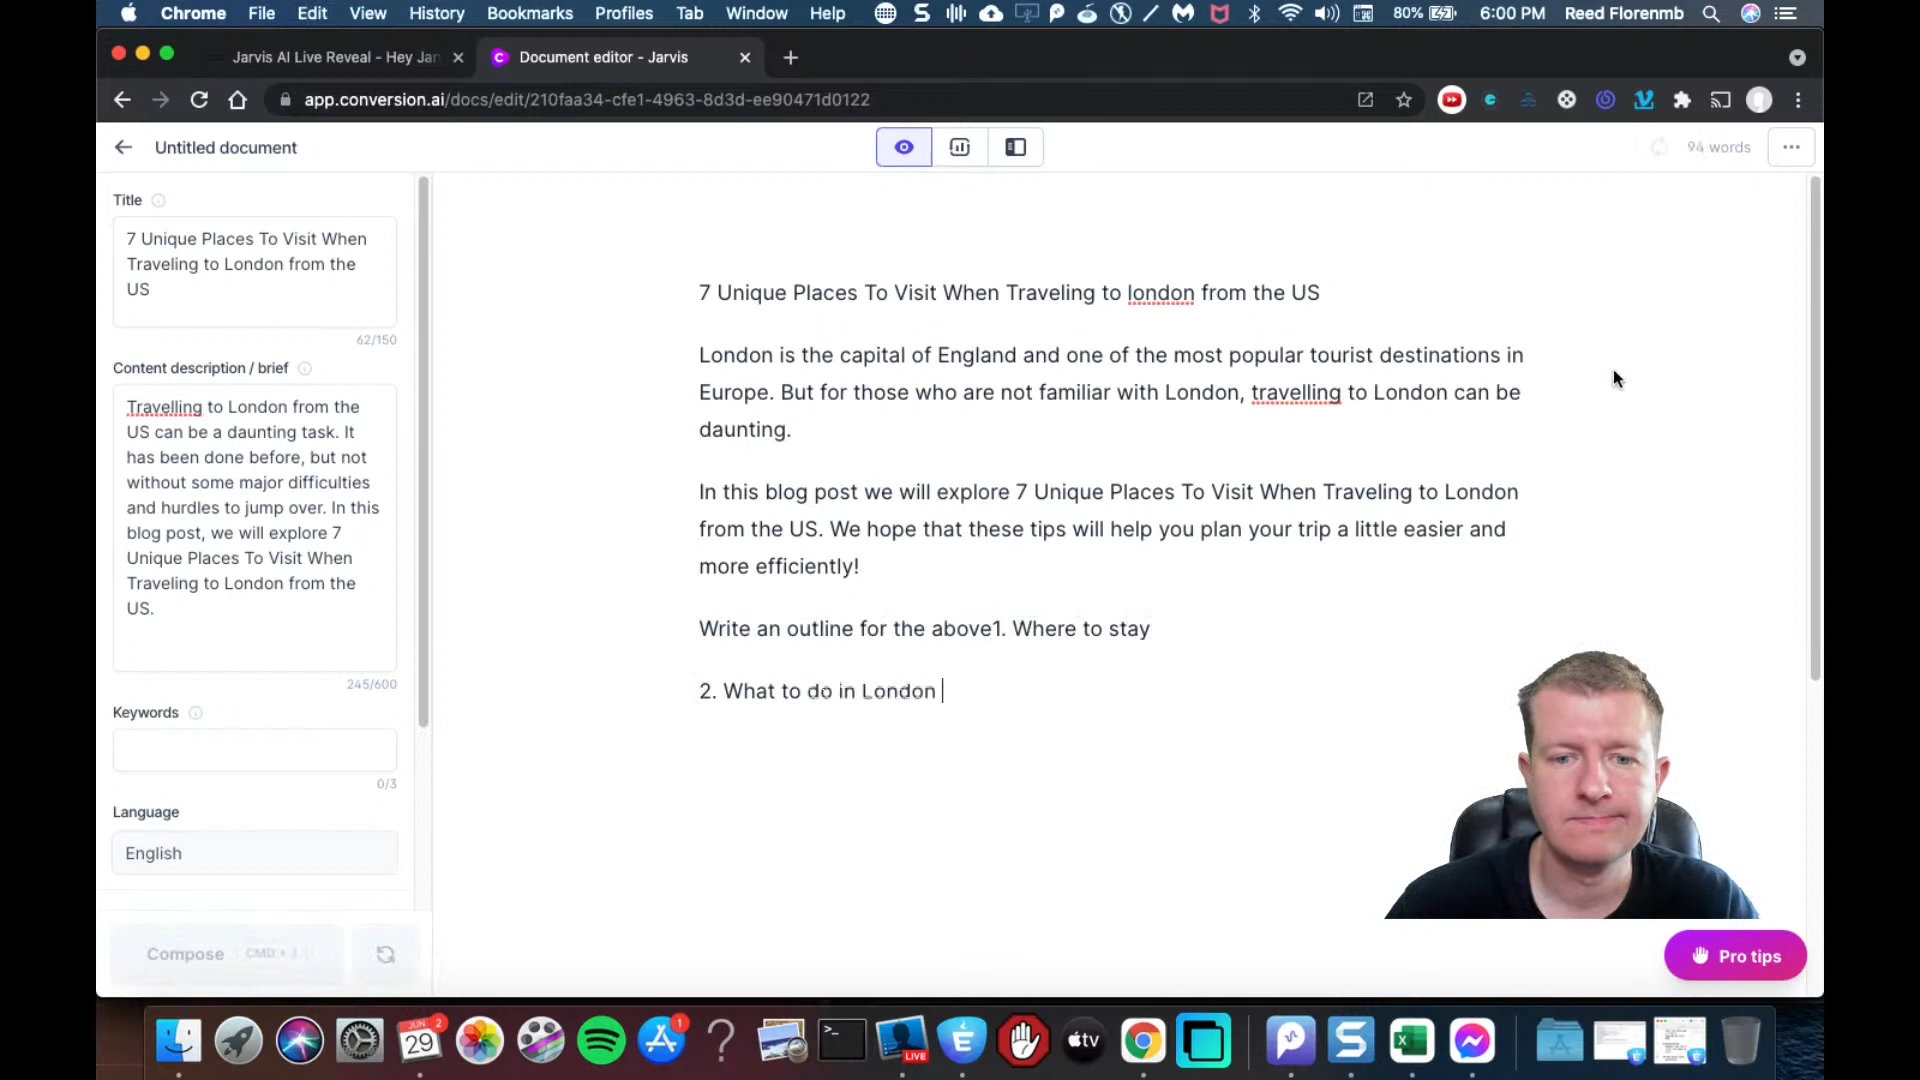 Chrome File Edit View History Bookmarks Profiles Tab Window Help 80% 6:00 PM Reed Florenmb
Jarvis AI Live Reveal - Hey Jar
Document editor - Jarvis
app.conversion.ai/docs/edit/210faa34-cfe1-4963-8d3d-ee90471d0122
Untitled document
94 words
Title
7 Unique Places To Visit When
Traveling to London from the
US
62/150
Content description / brief
Travelling to London from the
US can be a daunting task. It
has been done before, but not
without some major difficulties
and hurdles to jump over. In this
blog post, we will explore 7
Unique Places To Visit When
Traveling to London from the
US.
245/600
Keywords
0/3
Language
English
Compose CMD + J
7 Unique Places To Visit When Traveling to london from the US
London is the capital of England and one of the most popular tourist destinations in
Europe. But for those who are not familiar with London, travelling to London can be
daunting.
In this blog post we will explore 7 Unique Places To Visit When Traveling to London
from the US. We hope that these tips will help you plan your trip a little easier and
more efficiently!
Write an outline for the above1. Where to stay
2. What to do in London
Pro tips
JUN
29
2
1
LIVE
tv